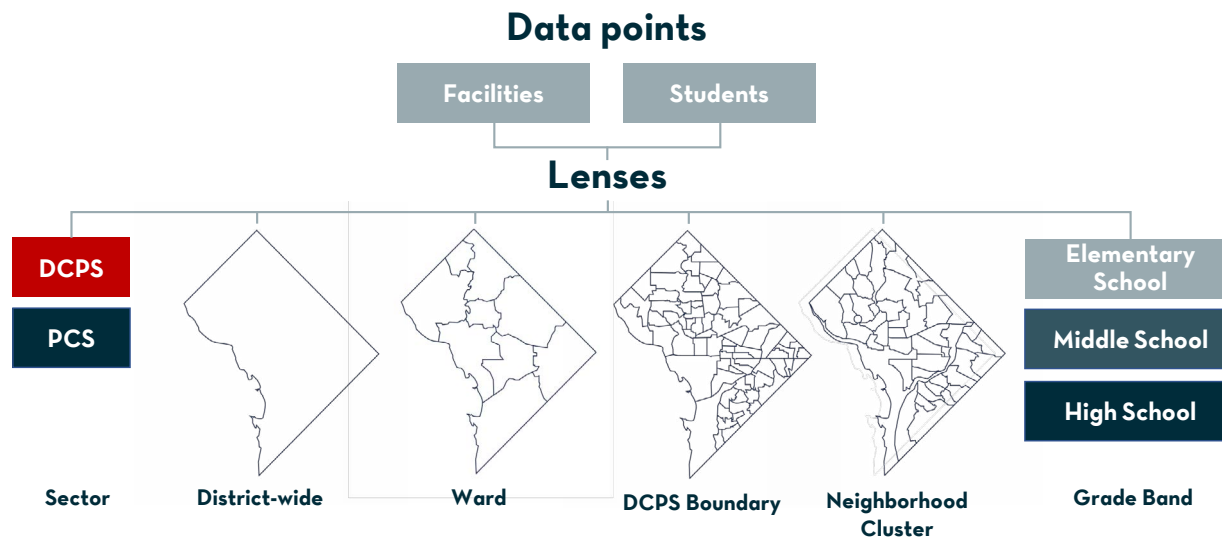 Data points
Facilities
Students
Lenses
DCPS
PCS
Elementary
School
Middle School
High School
Sector
District-wide
Ward
DCPS Boundary
Neighborhood
Cluster
Grade Band